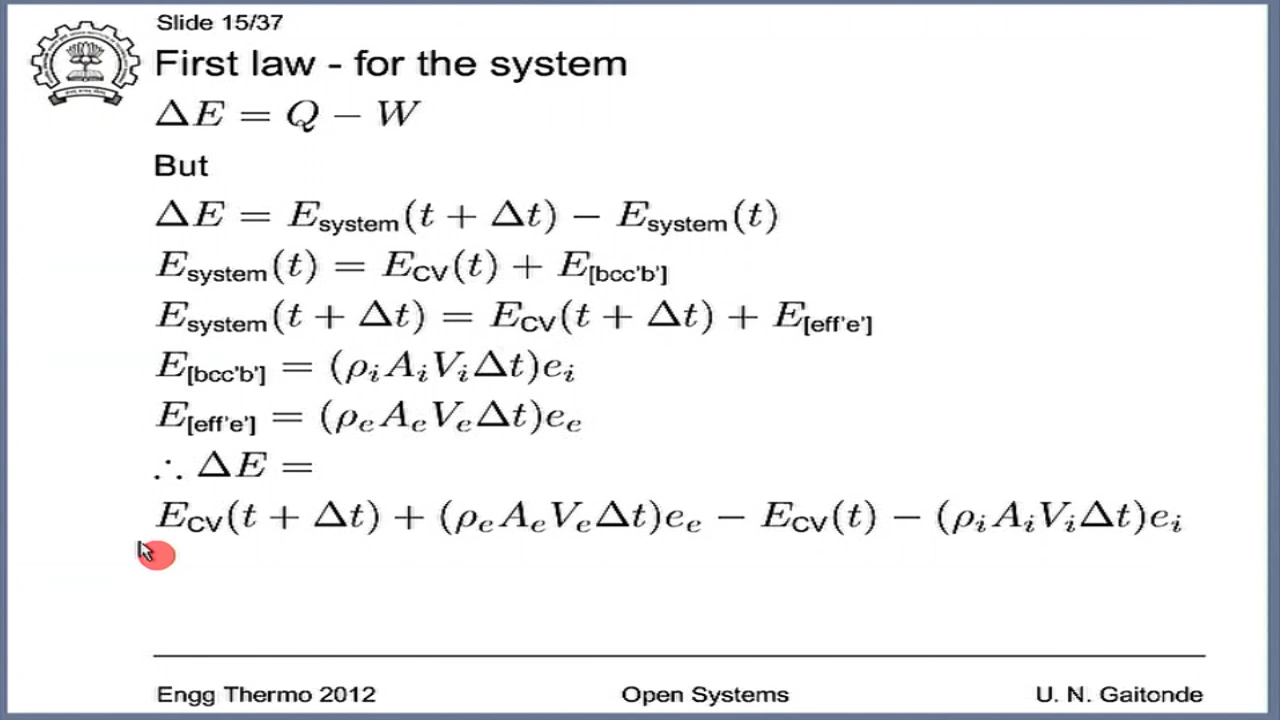 Slide 15/37
First law - for the system
ΔE = Q − W
But
ΔE = E_system(t + Δt) − E_system(t)
E_system(t) = E_CV(t) + E_[bcc'b']
E_system(t + Δt) = E_CV(t + Δt) + E_[eff'e']
E_[bcc'b'] = (ρ_i A_i V_i Δt)e_i
E_[eff'e'] = (ρ_e A_e V_e Δt)e_e
∴ ΔE =
E_CV(t + Δt) + (ρ_e A_e V_e Δt)e_e − E_CV(t) − (ρ_i A_i V_i Δt)e_i
Engg Thermo 2012 Open Systems U. N. Gaitonde